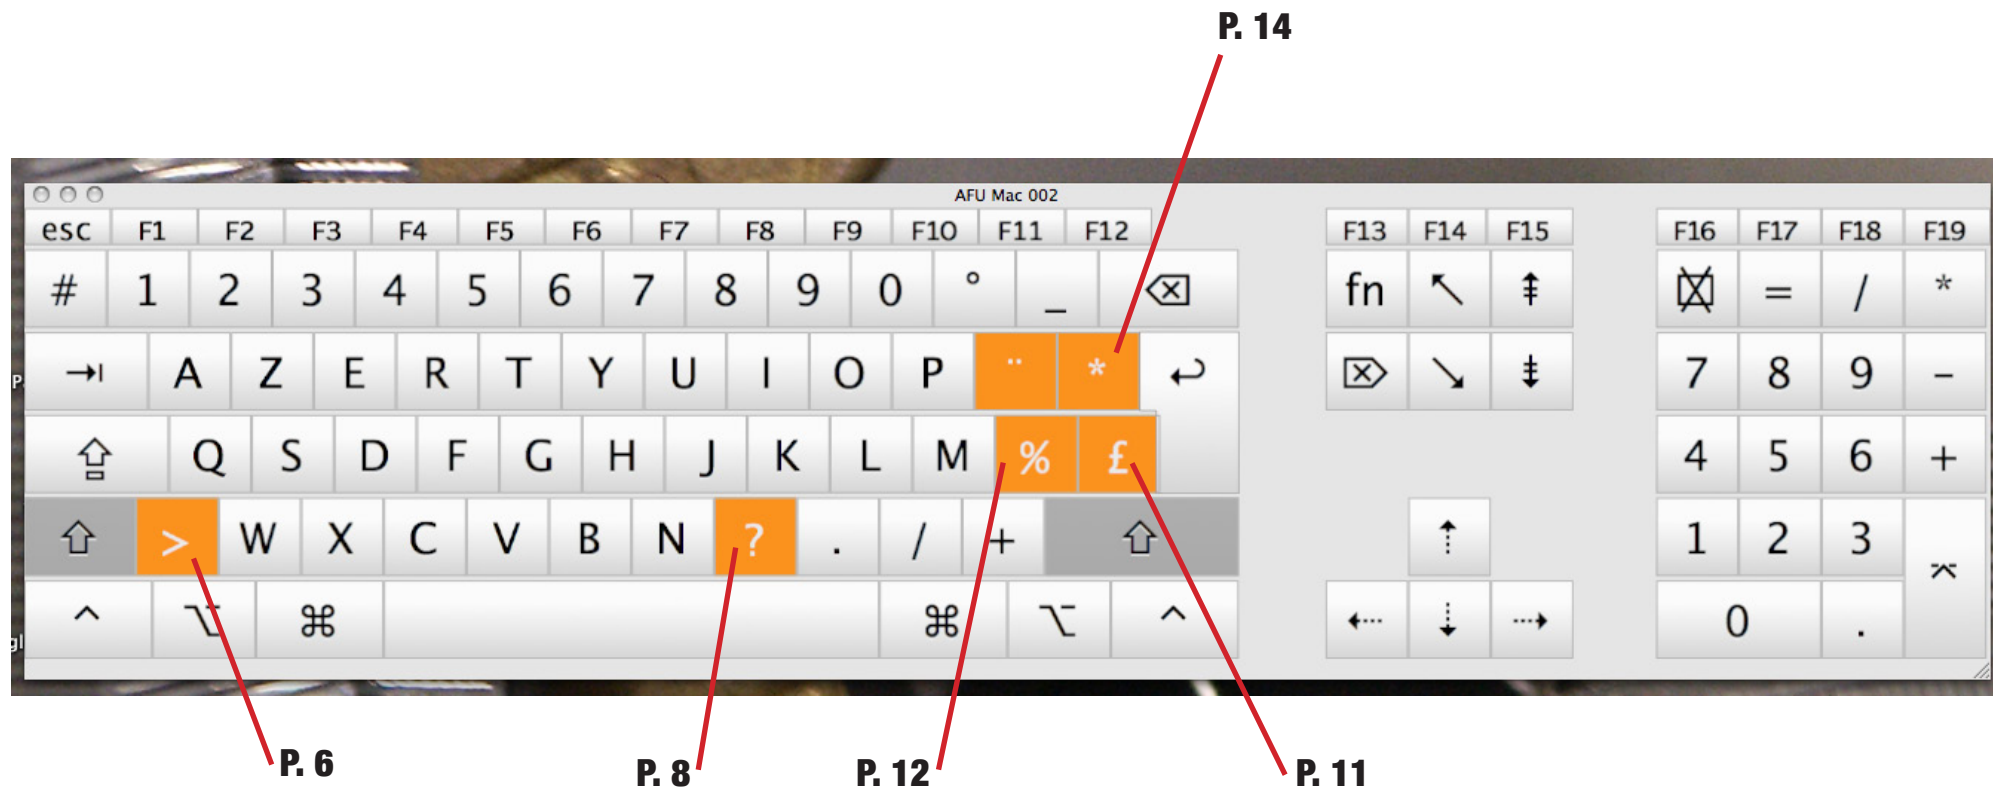 P. 14
AFU Mac 002
esc F1 F2 F3 F4 F5 F6 F7 F8 F9 F10 F11 F12 F13 F14 F15 F16 F17 F18 F19
# 1 2 3 4 5 6 7 8 9 0 ° _ ⌫ fn ↖ ⇞ = / *
⇥ A Z E R T Y U I O P ¨ * ↩ ⌦ ↘ ⇟ 7 8 9 -
⇪ Q S D F G H J K L M % £ 4 5 6 +
⇧ > W X C V B N ? . / + ⇧ ⇡ 1 2 3 ⌤
^ ⌥ ⌘ ⌘ ⌥ ^ ⇠ ⇣ ⇢ 0 .
P. 6
P. 8 P. 12 P. 11